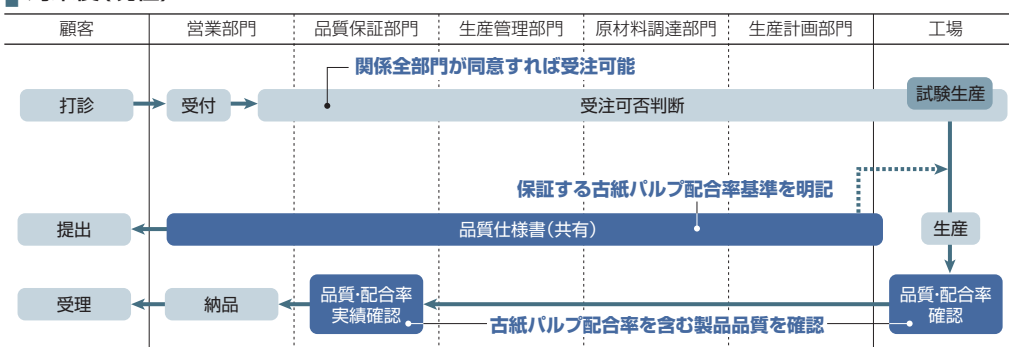 顧客
営業部門
品質保証部門
生産管理部門
原材料調達部門
生産計画部門
工場
関係全部門が同意すれば受注可能
打診
受付
受注可否判断
試験生産
保証する古紙パルプ配合率基準を明記
提出
品質仕様書(共有)
生産
受理
納品
品質・配合率
実績確認
品質・配合率
確認
古紙パルプ配合率を含む製品品質を確認